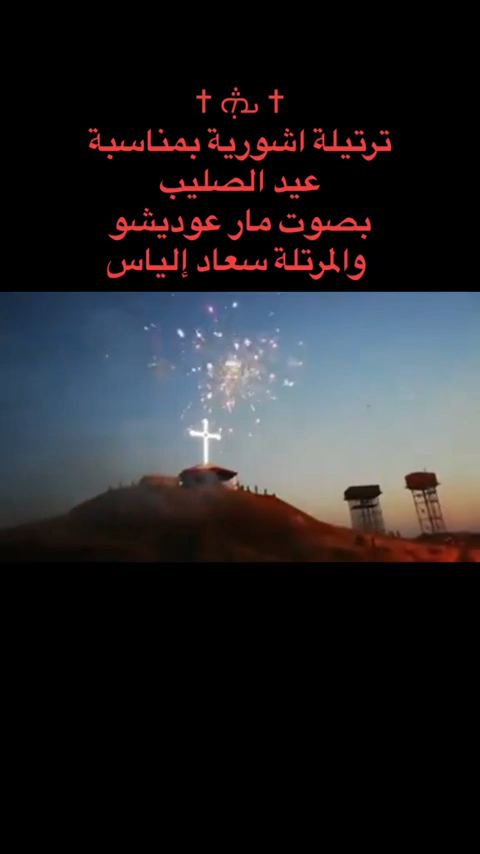 ترتيلة اشورية بمناسبة
عيد الصليب
بصوت مار عوديشو
والمرتلة سعاد إلياس